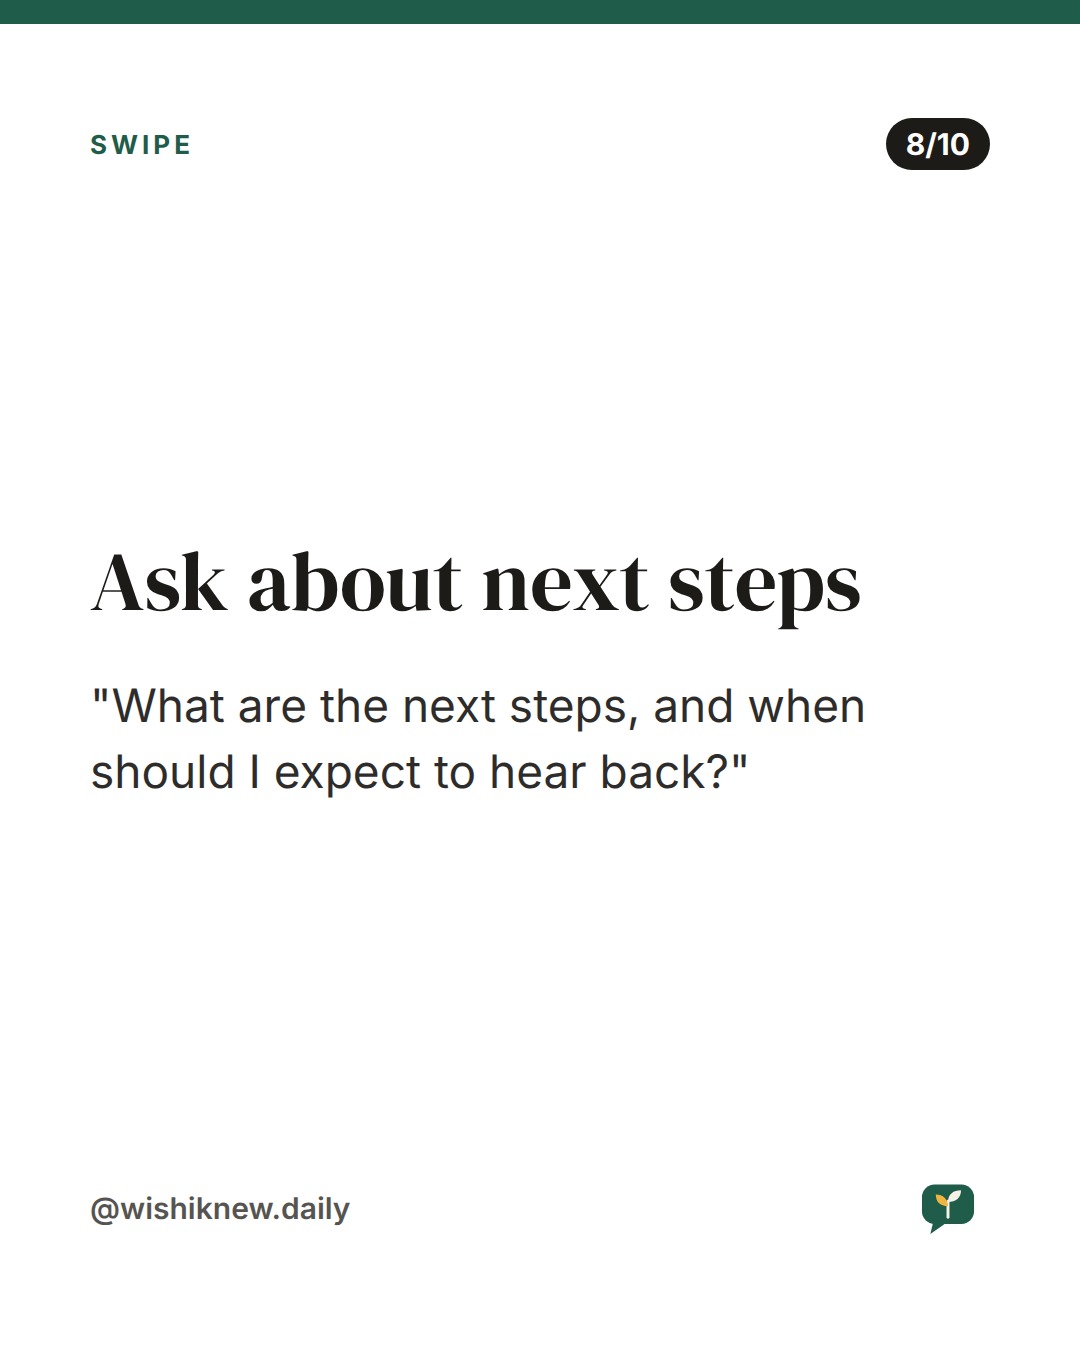 SWIPE
8/10
Ask about next steps
"What are the next steps, and when
should I expect to hear back?"
@wishiknew.daily